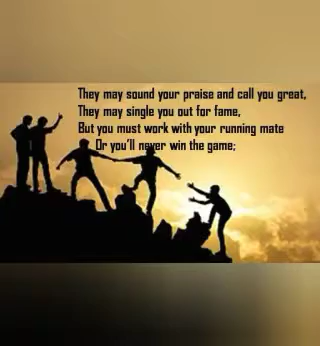 They may sound your praise and call you great,
They may single you out for fame,
But you must work with your running mate
Or you'll never win the game;